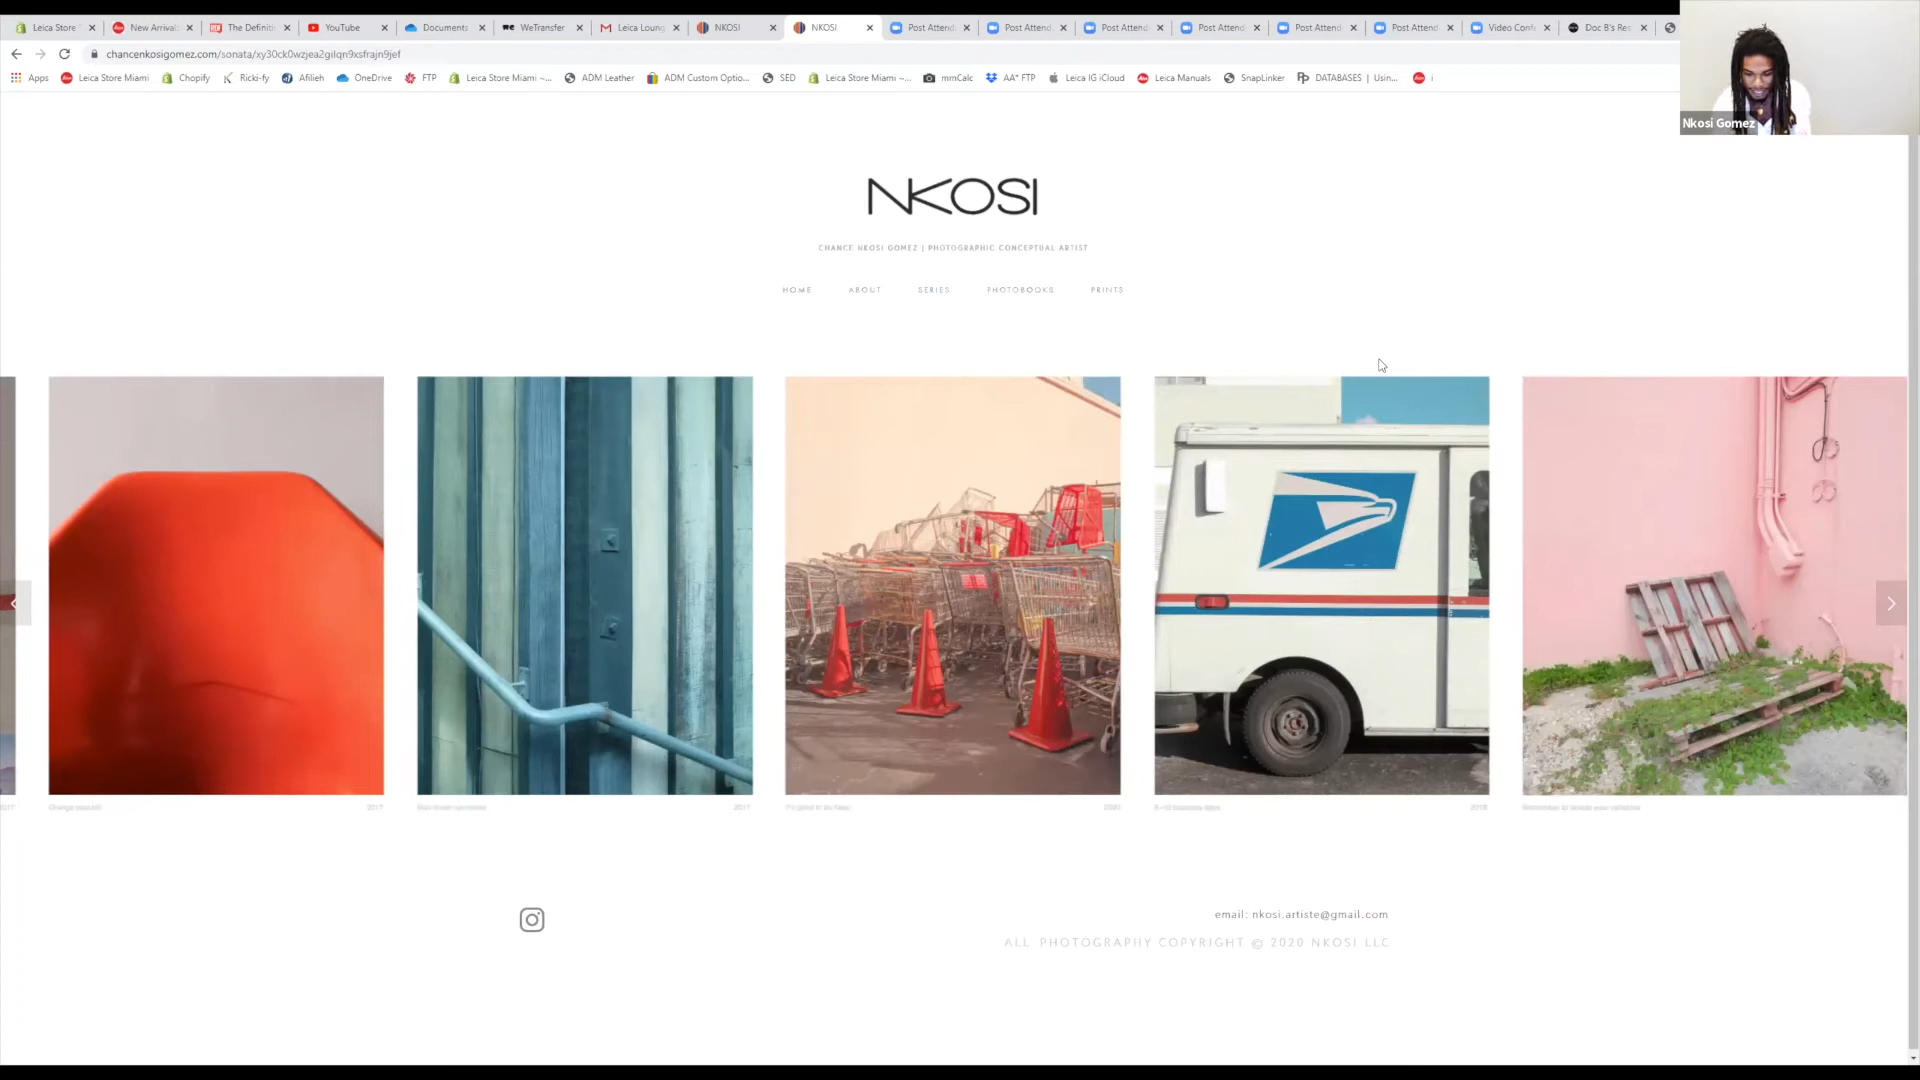 Leica Store
New Arrivals
The Definiti
YouTube
Documents
WeTransfer
Leica Loung
NKOSI
NKOSI
Post Attend
Post Attend
Post Attend
Post Attend
Post Attend
Post Attend
Video Confe
Doc B's Res
chancenkosigomez.com/sonata/xy30ck0wzjea2gilqn9xsfrajn9jef
Apps
Leica Store Miami
Chopify
Ricki-fy
Afilieh
OneDrive
FTP
Leica Store Miami ~...
ADM Leather
ADM Custom Optio...
SED
Leica Store Miami ~...
mmCalc
AA* FTP
Leica IG iCloud
Leica Manuals
SnapLinker
DATABASES | Usin...
i
Nkosi Gomez
NKOSI
CHANCE NKOSI GOMEZ | PHOTOGRAPHIC CONCEPTUAL ARTIST
HOME
ABOUT
SERIES
PHOTOBOOKS
PRINTS
2017
2017
2020
email: nkosi.artiste@gmail.com
ALL PHOTOGRAPHY COPYRIGHT © 2020 NKOSI LLC